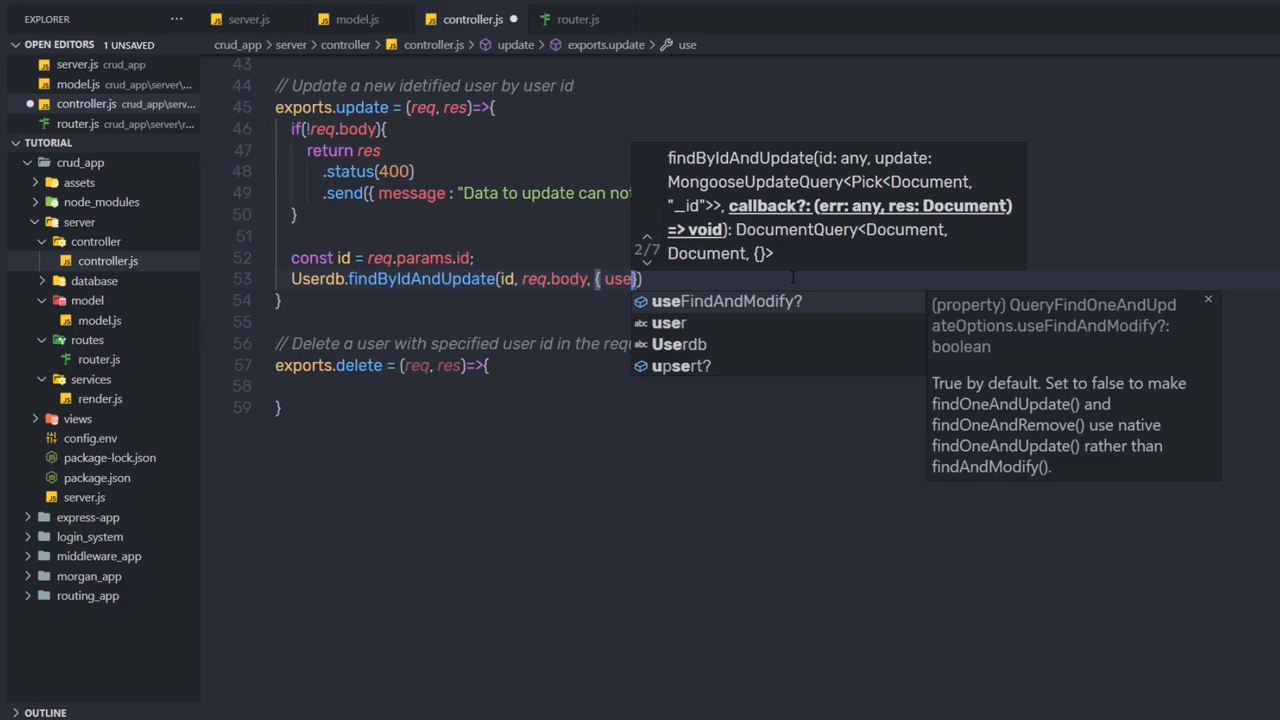 EXPLORER ···
OPEN EDITORS 1 UNSAVED
server.js crud_app
model.js crud_app\server\...
controller.js crud_app\serv...
router.js crud_app\server\r...
TUTORIAL
crud_app
assets
node_modules
server
controller
controller.js
database
model
model.js
routes
router.js
services
render.js
views
config.env
package-lock.json
package.json
server.js
express-app
login_system
middleware_app
morgan_app
routing_app
OUTLINE
server.js model.js controller.js router.js
crud_app > server > controller > controller.js > update > exports.update > use
43
44 // Update a new idetified user by user id
45 exports.update = (req, res)=>{
46 if(!req.body){
47 return res
48 .status(400)
49 .send({ message : "Data to update can not
50 }
51
52 const id = req.params.id;
53 Userdb.findByIdAndUpdate(id, req.body, { use})
54 }
55
56 // Delete a user with specified user id in the requ
57 exports.delete = (req, res)=>{
58
59 }
2/7
findByIdAndUpdate(id: any, update:
MongooseUpdateQuery<Pick<Document,
"_id">>, callback?: (err: any, res: Document)
=> void): DocumentQuery<Document,
Document, {}>
useFindAndModify?
abc user
abc Userdb
upsert?
(property) QueryFindOneAndUpd
ateOptions.useFindAndModify?:
boolean
True by default. Set to false to make
findOneAndUpdate() and
findOneAndRemove() use native
findOneAndUpdate() rather than
findAndModify().